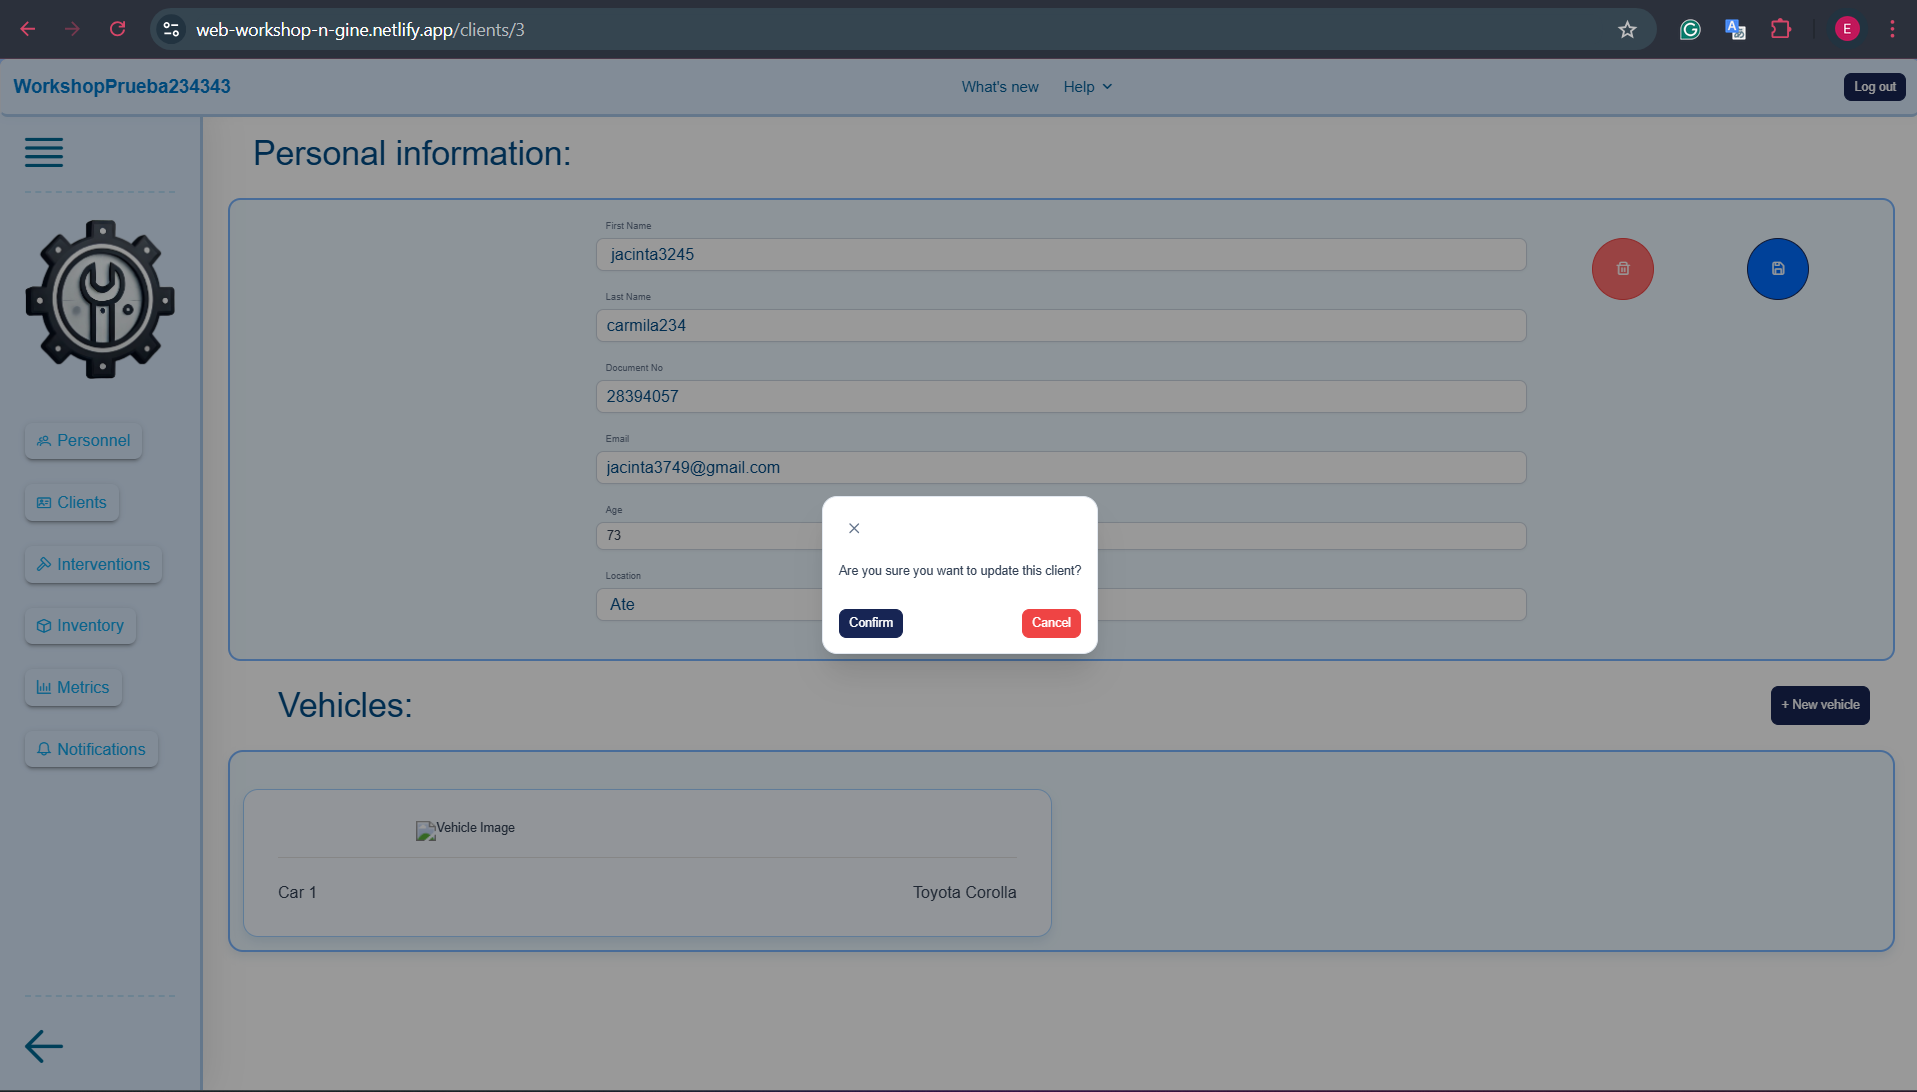 web-workshop-n-gine.netlify.app/clients/3
E
WorkshopPrueba234343
What's new
Help
Log out
Personal information:
First Name
jacinta3245
Last Name
carmila234
Document No
28394057
Email
jacinta3749@gmail.com
Age
73
Location
Ate
Personnel
Clients
Interventions
Inventory
Metrics
Notifications
Are you sure you want to update this client?
Confirm
Cancel
Vehicles:
+ New vehicle
Vehicle Image
Car 1
Toyota Corolla